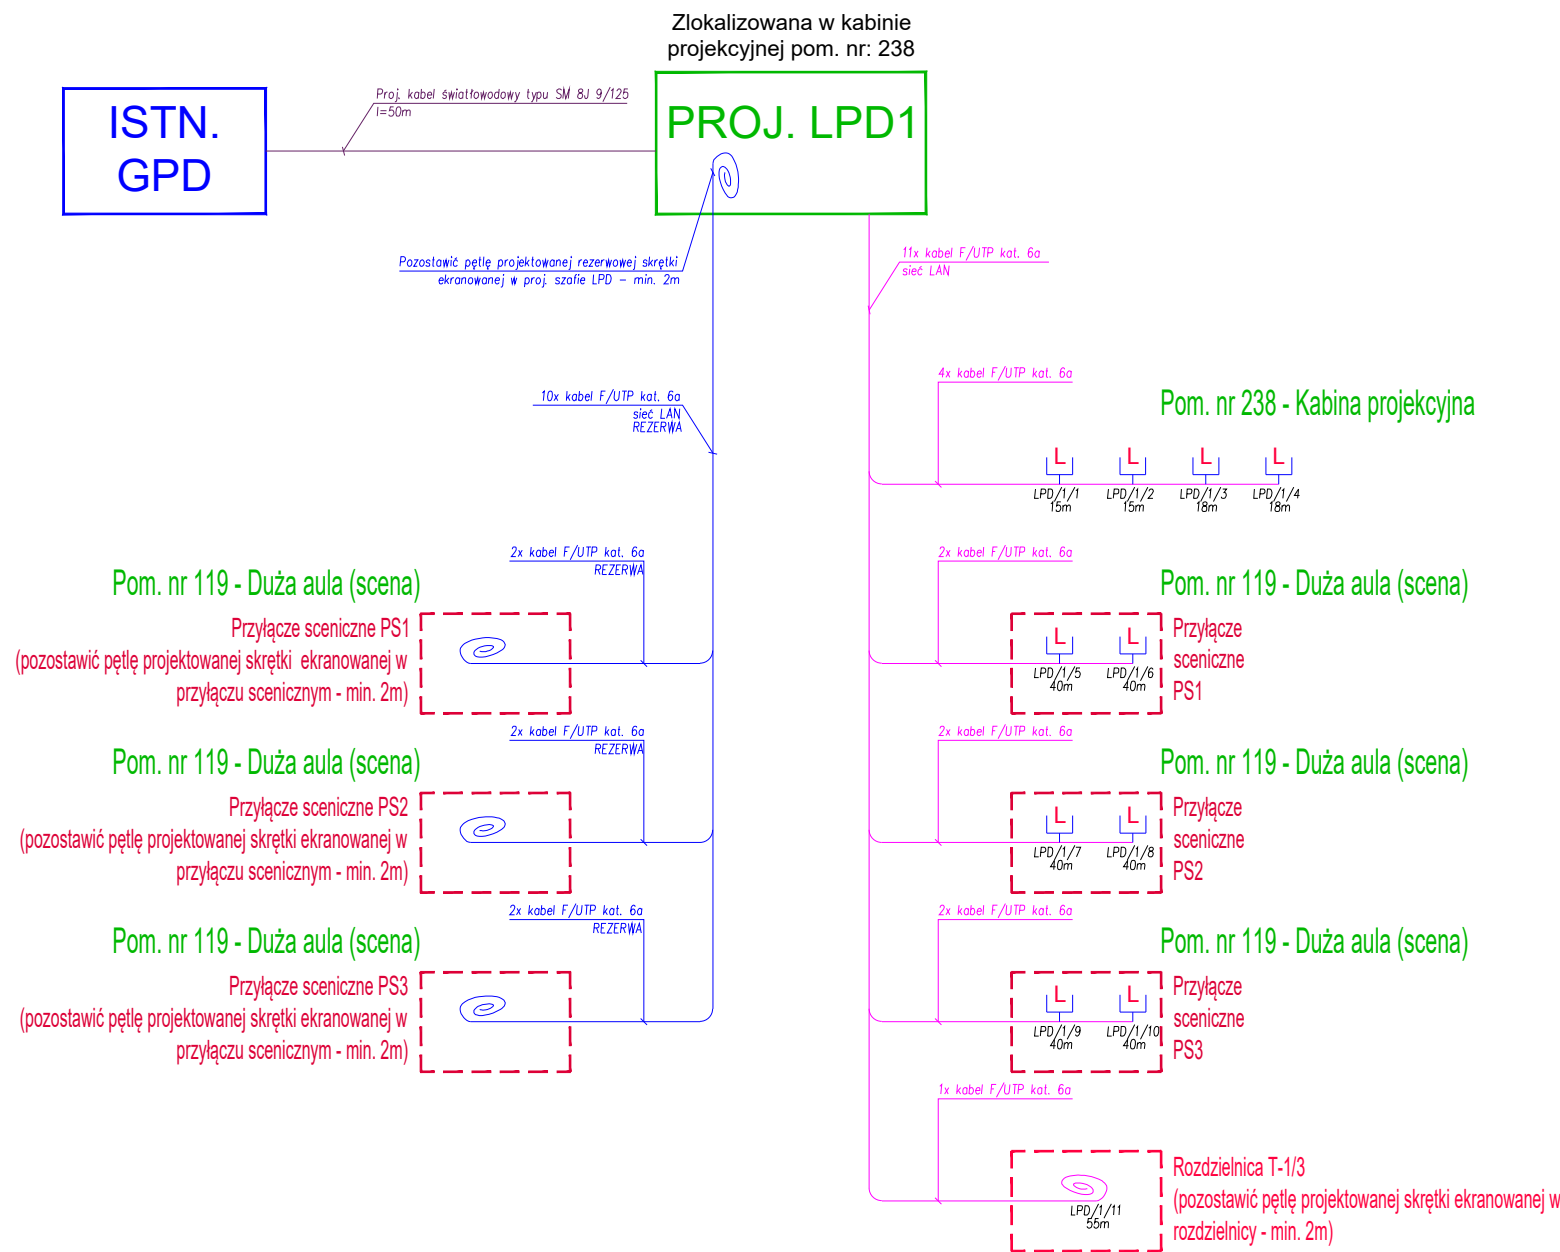 Zlokalizowana w kabinie
projekcyjnej pom. nr: 238
ISTN.
GPD
Proj. kabel światłowodowy typu SM 8J 9/125
l=50m
PROJ. LPD1
Pozostawić pętlę projektowanej rezerwowej skrętki
ekranowanej w proj. szafie LPD - min. 2m
11x kabel F/UTP kat. 6a
sieć LAN
10x kabel F/UTP kat. 6a
sieć LAN
REZERWA
4x kabel F/UTP kat. 6a
Pom. nr 238 - Kabina projekcyjna
L L L L
LPD/1/1 LPD/1/2 LPD/1/3 LPD/1/4
15m 15m 18m 18m
2x kabel F/UTP kat. 6a
REZERWA
Pom. nr 119 - Duża aula (scena)
Przyłącze sceniczne PS1
(pozostawić pętlę projektowanej skrętki ekranowanej w
przyłączu scenicznym - min. 2m)
2x kabel F/UTP kat. 6a
Pom. nr 119 - Duża aula (scena)
L L
LPD/1/5 LPD/1/6
40m 40m
Przyłącze
sceniczne
PS1
2x kabel F/UTP kat. 6a
REZERWA
Pom. nr 119 - Duża aula (scena)
Przyłącze sceniczne PS2
(pozostawić pętlę projektowanej skrętki ekranowanej w
przyłączu scenicznym - min. 2m)
2x kabel F/UTP kat. 6a
Pom. nr 119 - Duża aula (scena)
L L
LPD/1/7 LPD/1/8
40m 40m
Przyłącze
sceniczne
PS2
2x kabel F/UTP kat. 6a
REZERWA
Pom. nr 119 - Duża aula (scena)
Przyłącze sceniczne PS3
(pozostawić pętlę projektowanej skrętki ekranowanej w
przyłączu scenicznym - min. 2m)
2x kabel F/UTP kat. 6a
Pom. nr 119 - Duża aula (scena)
L L
LPD/1/9 LPD/1/10
40m 40m
Przyłącze
sceniczne
PS3
1x kabel F/UTP kat. 6a
LPD/1/11
55m
Rozdzielnica T-1/3
(pozostawić pętlę projektowanej skrętki ekranowanej w
rozdzielnicy - min. 2m)